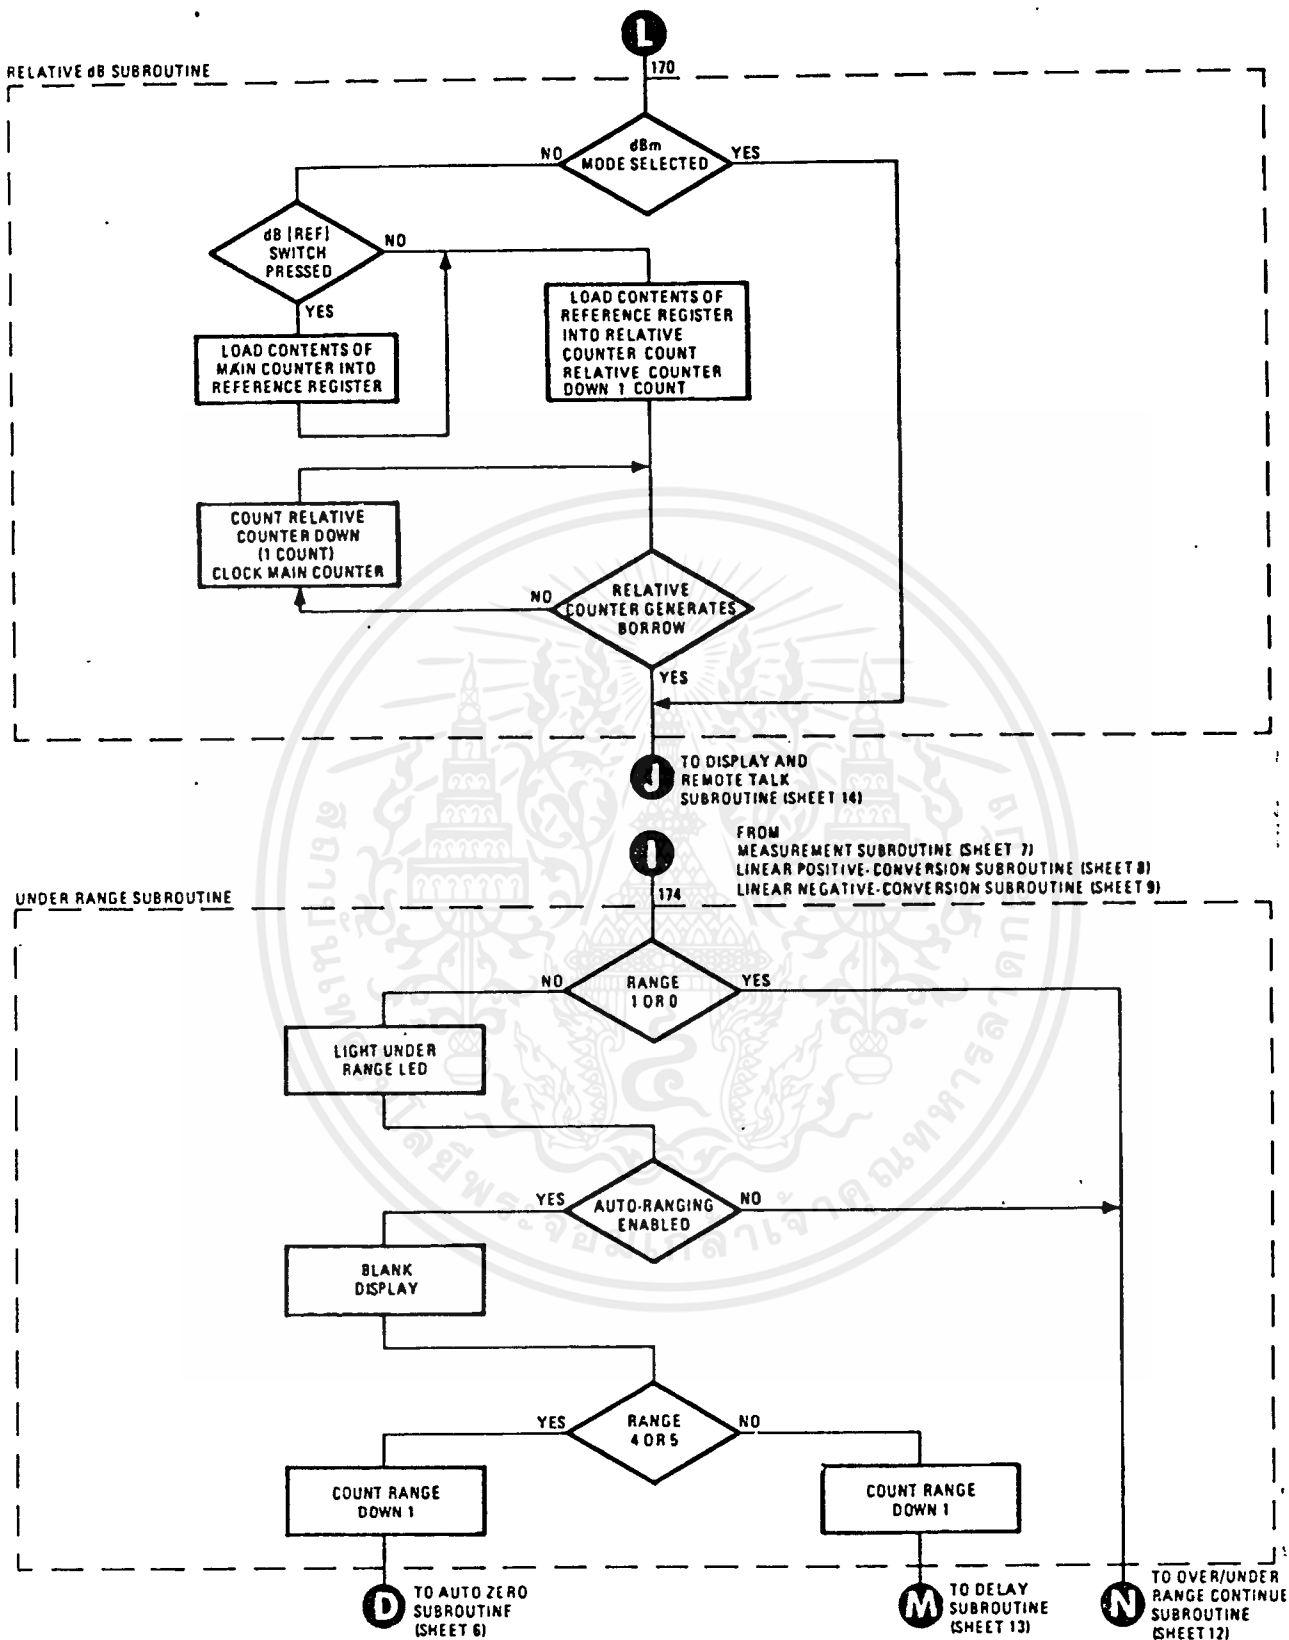 L
170
RELATIVE dB SUBROUTINE
dBm
MODE SELECTED
NO
YES
dB [REF]
SWITCH
PRESSED
NO
YES
LOAD CONTENTS OF
MAIN COUNTER INTO
REFERENCE REGISTER
LOAD CONTENTS OF
REFERENCE REGISTER
INTO RELATIVE
COUNTER COUNT
RELATIVE COUNTER
DOWN 1 COUNT
COUNT RELATIVE
COUNTER DOWN
(1 COUNT)
CLOCK MAIN COUNTER
NO
RELATIVE
COUNTER GENERATES
BORROW
YES
J
TO DISPLAY AND
REMOTE TALK
SUBROUTINE (SHEET 14)
I
FROM
MEASUREMENT SUBROUTINE (SHEET 7)
LINEAR POSITIVE-CONVERSION SUBROUTINE (SHEET 8)
LINEAR NEGATIVE-CONVERSION SUBROUTINE (SHEET 9)
174
UNDER RANGE SUBROUTINE
NO
RANGE
1 OR 0
YES
LIGHT UNDER
RANGE LED
YES
AUTO-RANGING
ENABLED
NO
BLANK
DISPLAY
YES
RANGE
4 OR 5
NO
COUNT RANGE
DOWN 1
COUNT RANGE
DOWN 1
D
TO AUTO ZERO
SUBROUTINE
(SHEET 6)
M
TO DELAY
SUBROUTINE
(SHEET 13)
N
TO OVER/UNDER
RANGE CONTINUE
SUBROUTINE
(SHEET 12)